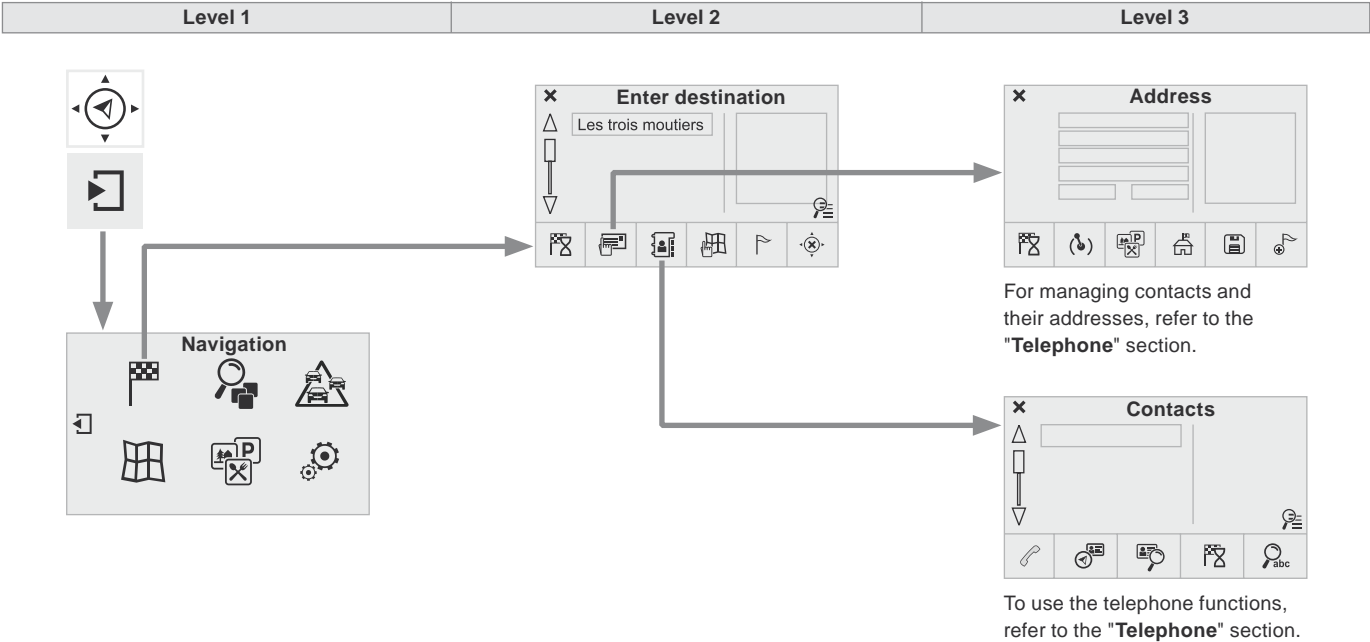 Level 1
Level 2
Level 3
Enter destination
Les trois moutiers
Address
P
For managing contacts and
their addresses, refer to the
"Telephone" section.
Navigation
P
Contacts
abc
To use the telephone functions,
refer to the "Telephone" section.